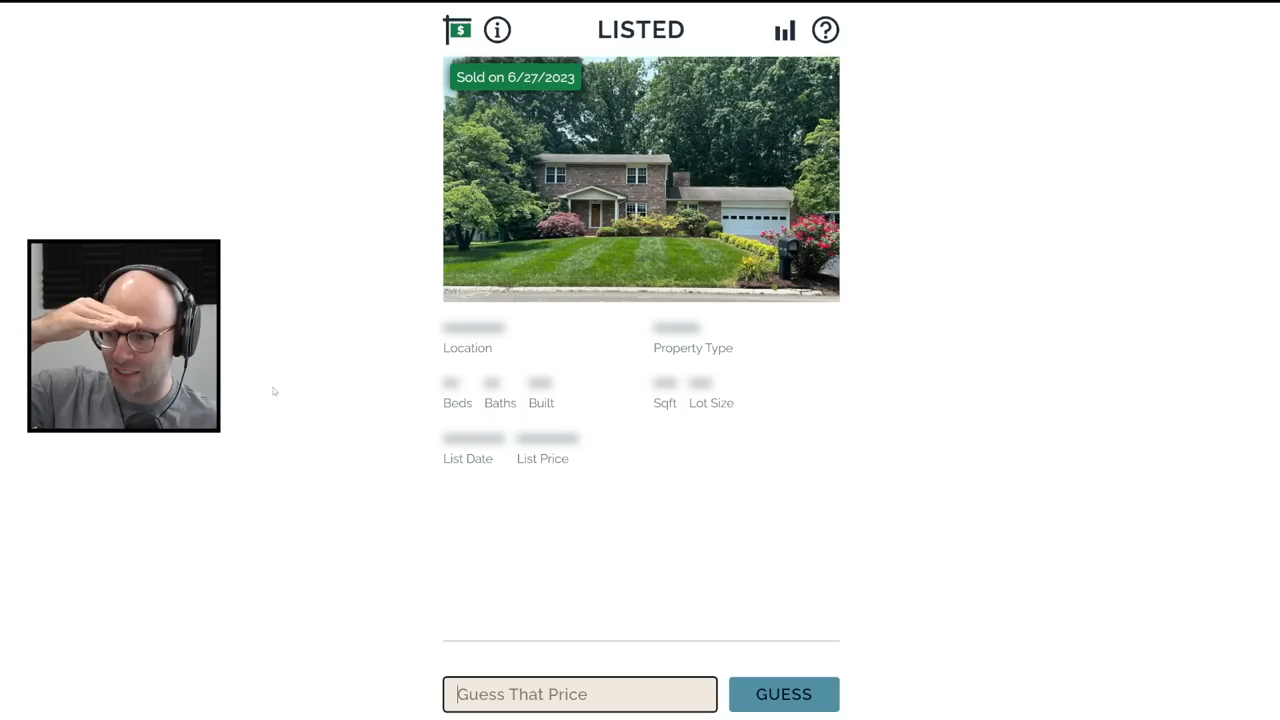 $
i
LISTED
?
Sold on 6/27/2023
Location
Property Type
Beds Baths Built
Sqft Lot Size
List Date List Price
Guess That Price
GUESS